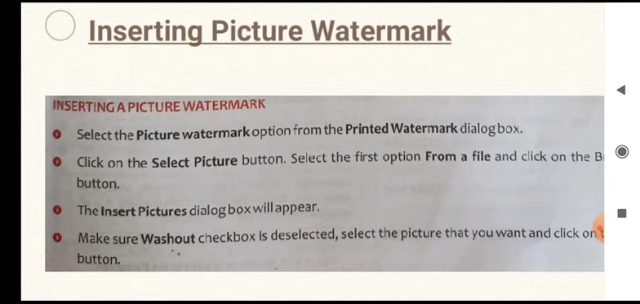 Inserting Picture Watermark
INSERTING A PICTURE WATERMARK
Select the Picture watermark option from the Printed Watermark dialog box.
Click on the Select Picture button. Select the first option From a file and click on the
button.
The Insert Pictures dialog box will appear.
Make sure Washout checkbox is deselected, select the picture that you want and click on
button.